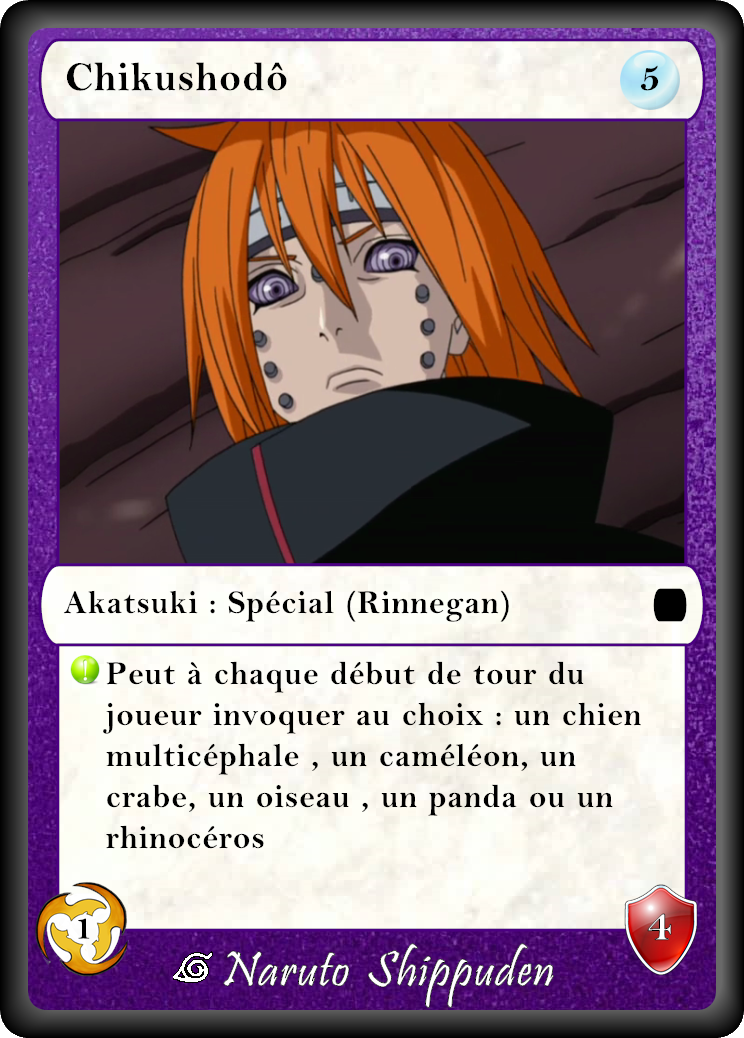 Chikushodô
5
Akatsuki : Spécial (Rinnegan)
Peut à chaque début de tour du
joueur invoquer au choix : un chien
multicéphale , un caméléon, un
crabe, un oiseau , un panda ou un
rhinocéros
1
4
Naruto Shippuden